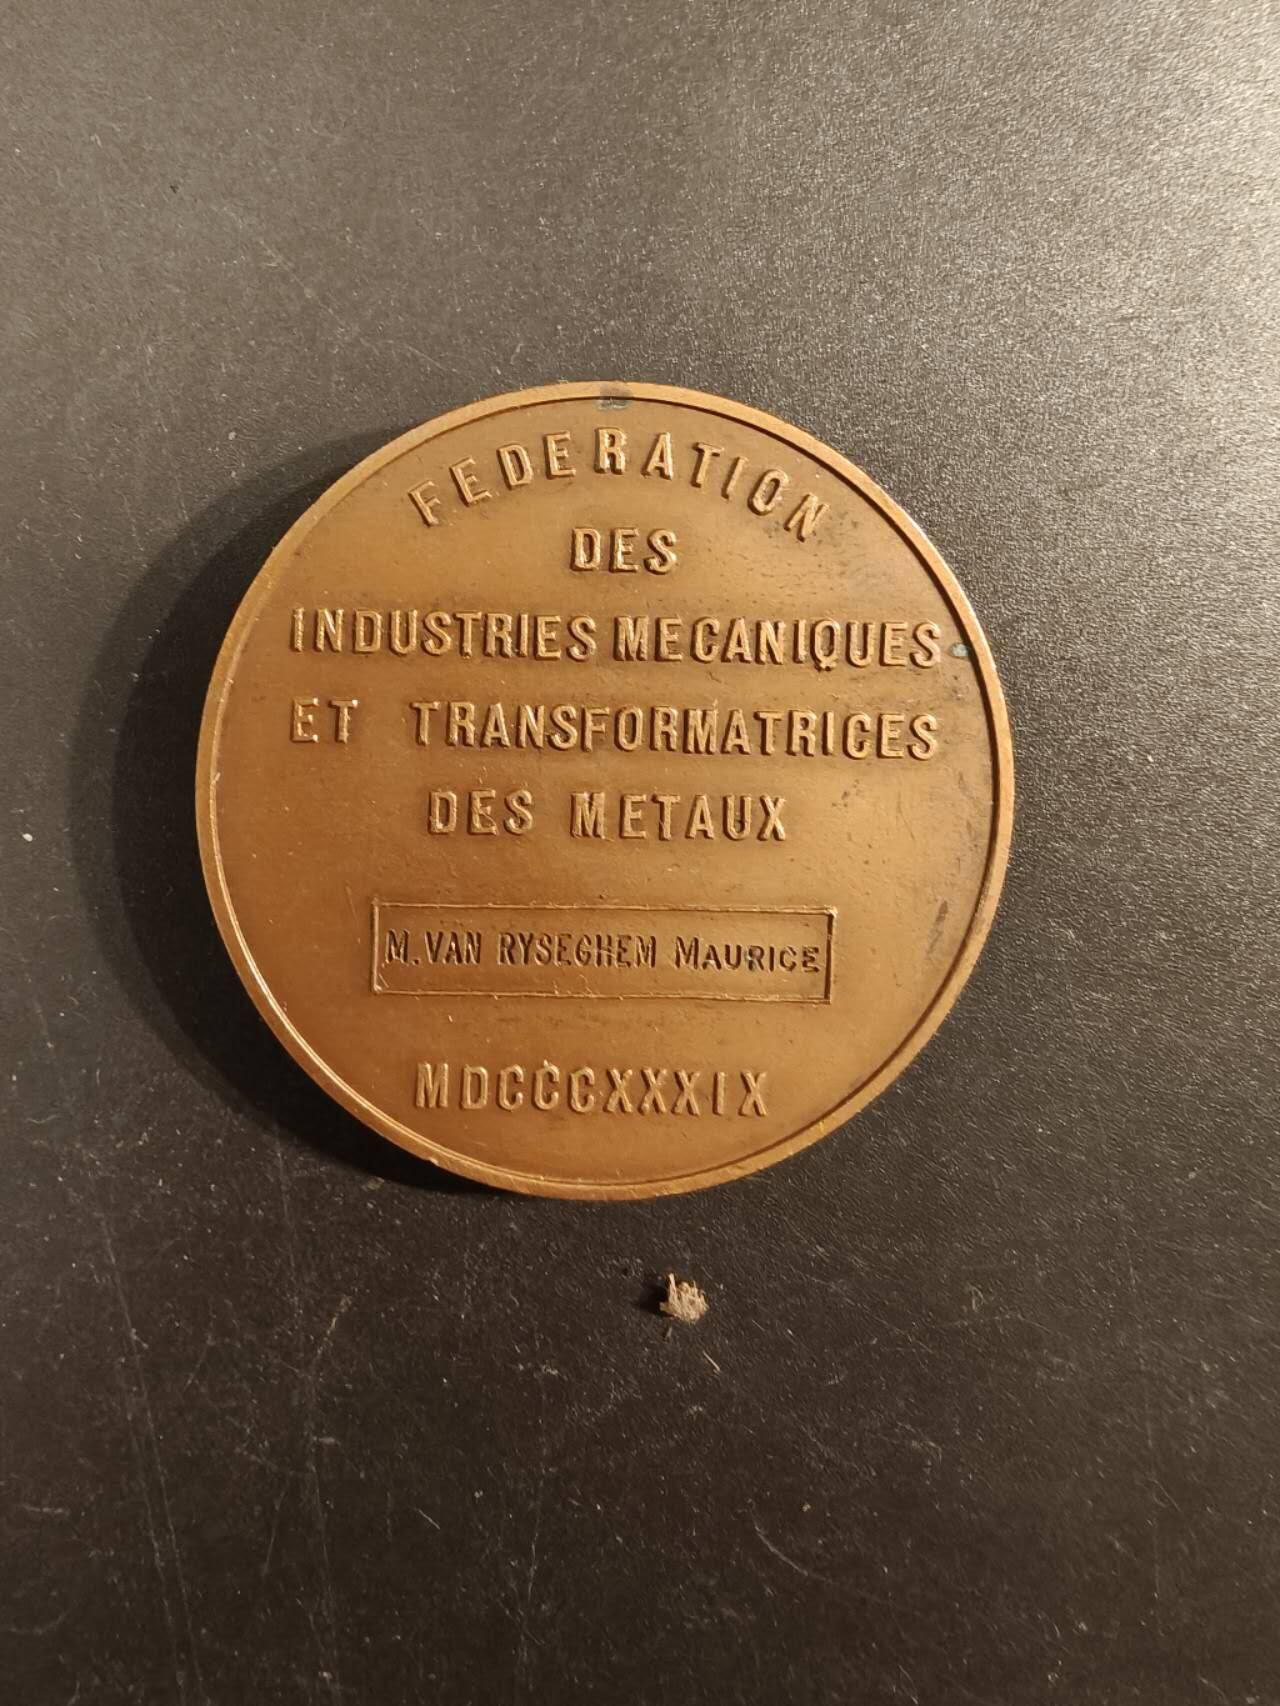 FEDERATION
DES
INDUSTRIES MECANIQUES
ET TRANSFORMATRICES
DES METAUX
M. VAN RYSEGHEM MAURICE
MDCCCXXXIX